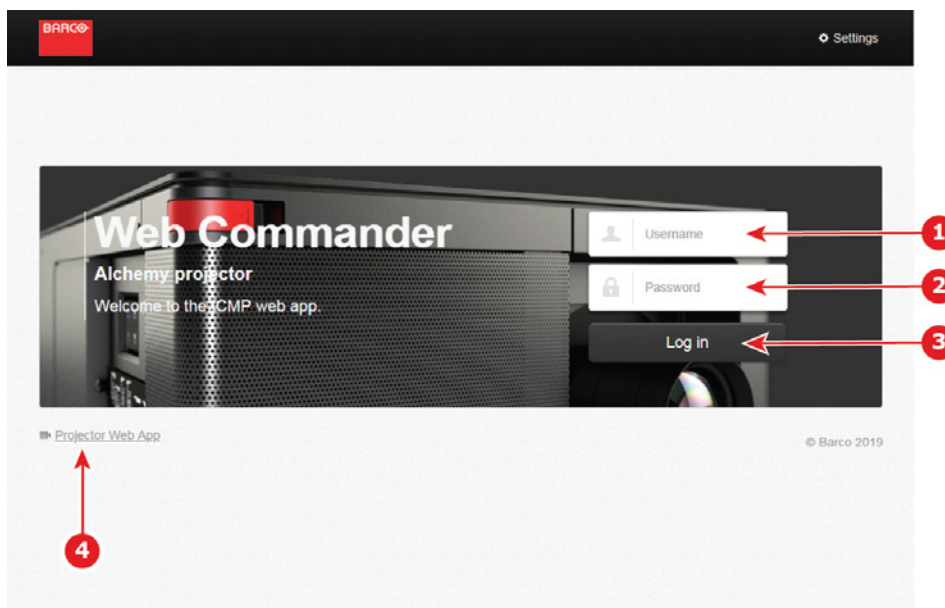 BARCO
Settings
Web Commander
Alchemy projector
Welcome to the ICMP web app.
Username
1
Password
2
Log in
3
Projector Web App
© Barco 2019
4